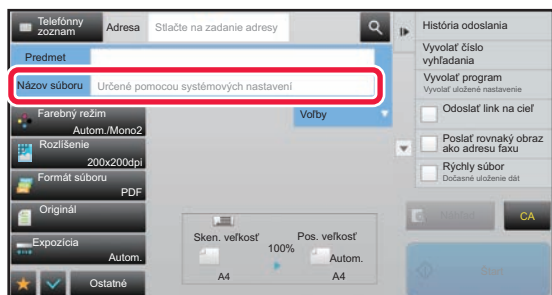 Telefónny zoznam
Adresa
Stlačte na zadanie adresy
Predmet
Názov súboru
Určené pomocou systémových nastavení
Farebný režim
Autom./Mono2
Rozlíšenie
200x200dpi
Formát súboru
PDF
Originál
Expozícia
Autom.
Ostatné
Voľby
Sken. veľkosť
A4
100%
Pos. veľkosť
Autom.
A4
História odoslania
Vyvolať číslo
vyhľadania
Vyvolať program
Vyvolať uložené nastavenie
Odoslať link na cieľ
Poslať rovnaký obraz
ako adresu faxu
Rýchly súbor
Dočasné uloženie dát
CA